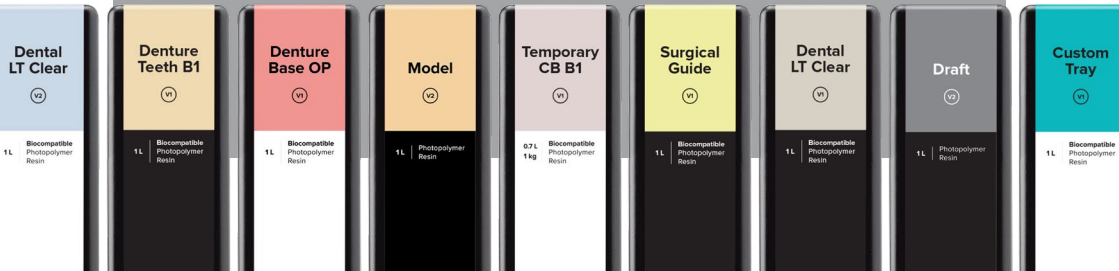 Dental
LT Clear
V2
1 L
Biocompatible
Photopolymer
Resin
Denture
Teeth B1
V1
1 L
Biocompatible
Photopolymer
Resin
Denture
Base OP
V1
1 L
Biocompatible
Photopolymer
Resin
Model
V2
1 L
Photopolymer
Resin
Temporary
CB B1
V1
0.7 L
1 kg
Biocompatible
Photopolymer
Resin
Surgical
Guide
V1
1 L
Biocompatible
Photopolymer
Resin
Dental
LT Clear
V1
1 L
Biocompatible
Photopolymer
Resin
Draft
V2
1 L
Photopolymer
Resin
Custom
Tray
V1
1 L
Biocompatible
Photopolymer
Resin